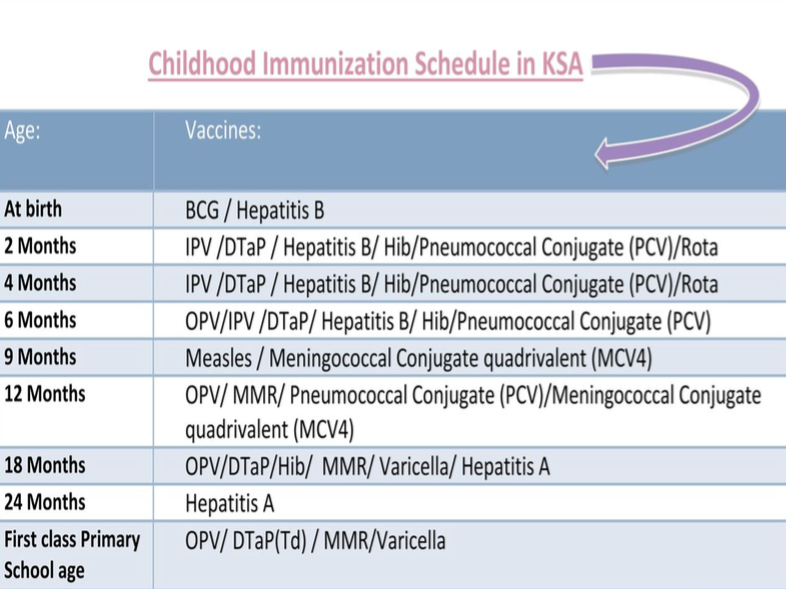 Childhood Immunization Schedule in KSA
Age: Vaccines:
At birth BCG / Hepatitis B
2 Months IPV /DTaP / Hepatitis B/ Hib/Pneumococcal Conjugate (PCV)/Rota
4 Months IPV /DTaP / Hepatitis B/ Hib/Pneumococcal Conjugate (PCV)/Rota
6 Months OPV/IPV /DTaP/ Hepatitis B/ Hib/Pneumococcal Conjugate (PCV)
9 Months Measles / Meningococcal Conjugate quadrivalent (MCV4)
12 Months OPV/ MMR/ Pneumococcal Conjugate (PCV)/Meningococcal Conjugate
quadrivalent (MCV4)
18 Months OPV/DTaP/Hib/ MMR/ Varicella/ Hepatitis A
24 Months Hepatitis A
First class Primary OPV/ DTaP(Td) / MMR/Varicella
School age